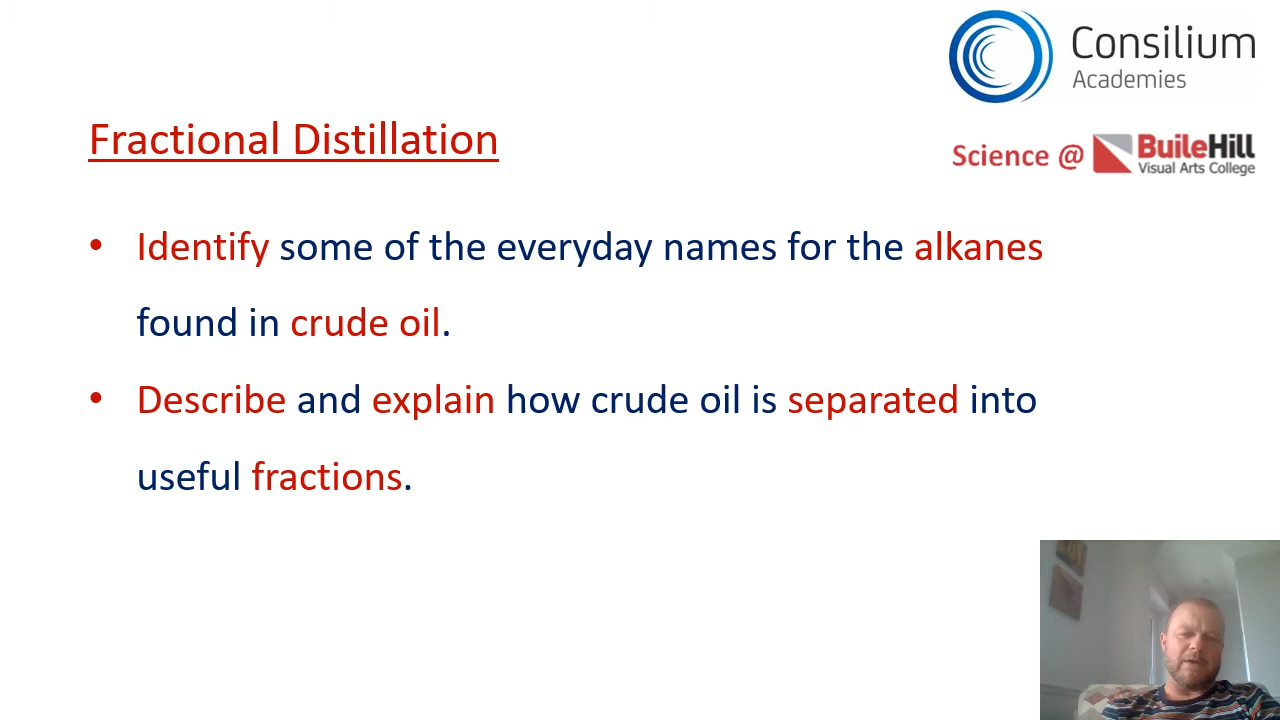 Consilium
Academies
Fractional Distillation
Science @ BuileHill
Visual Arts College
• Identify some of the everyday names for the alkanes
found in crude oil.
• Describe and explain how crude oil is separated into
useful fractions.